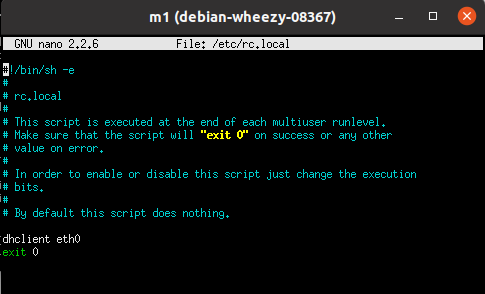 m1 (debian-wheezy-08367)
GNU nano 2.2.6 File: /etc/rc.local
#!/bin/sh -e
#
# rc.local
#
# This script is executed at the end of each multiuser runlevel.
# Make sure that the script will "exit 0" on success or any other
# value on error.
#
# In order to enable or disable this script just change the execution
# bits.
#
# By default this script does nothing.
dhclient eth0
exit 0